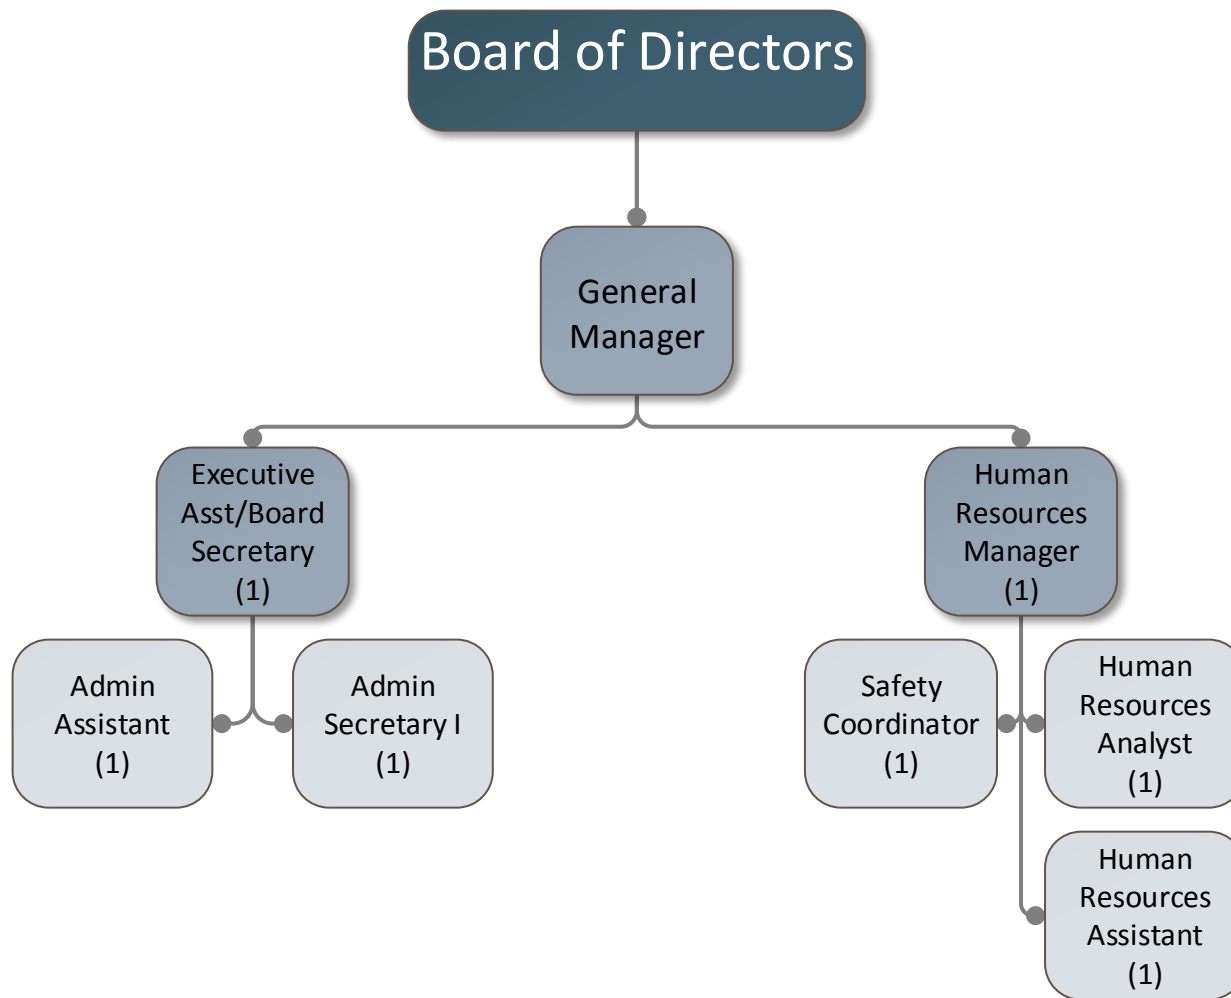 Board of Directors
General
Manager
Executive
Asst/Board
Secretary
(1)
Human
Resources
Manager
(1)
Admin
Assistant
(1)
Admin
Secretary I
(1)
Safety
Coordinator
(1)
Human
Resources
Analyst
(1)
Human
Resources
Assistant
(1)